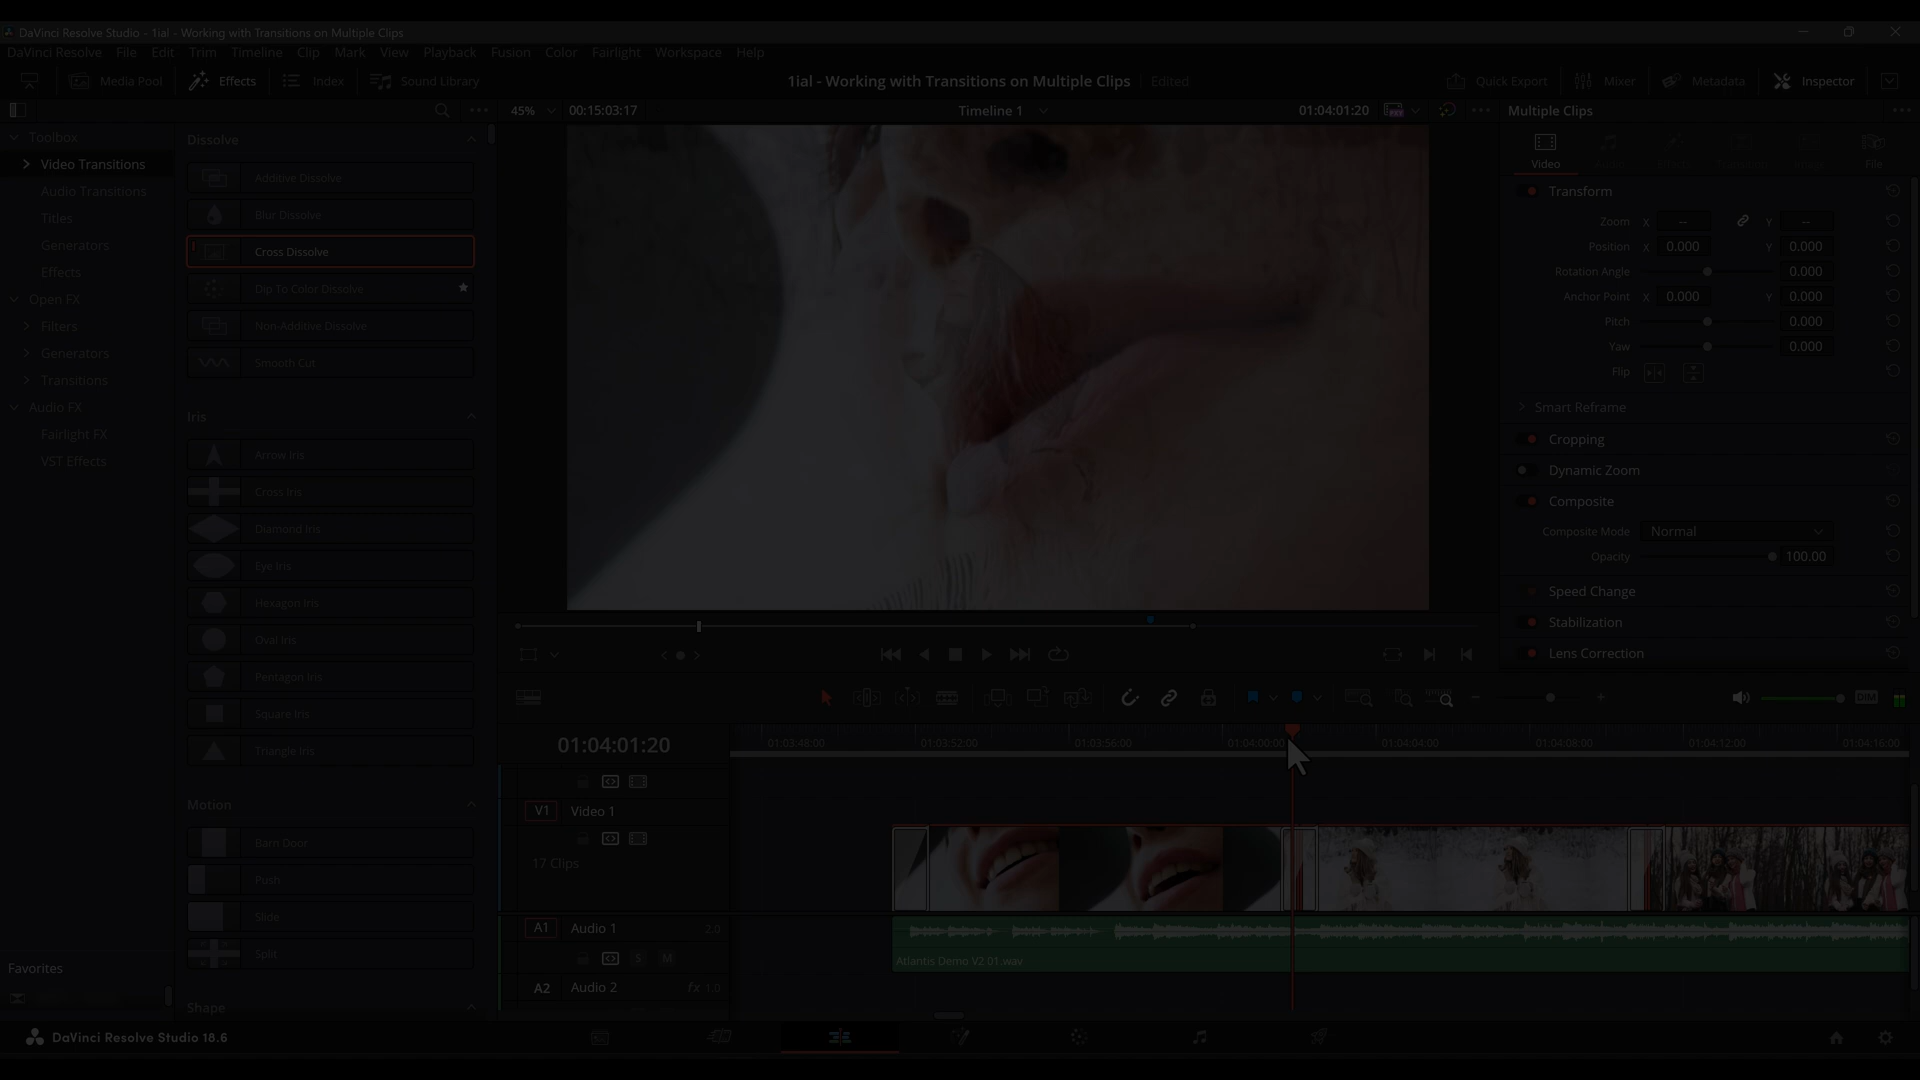 DaVinci Resolve Studio - 1ial - Working with Transitions on Multiple Clips
DaVinci Resolve File Edit Trim Timeline Clip Mark View Playback Fusion Color Fairlight Workspace Help
Media Pool Effects Index Sound Library 1ial - Working with Transitions on Multiple Clips Edited Quick Export Mixer Metadata Inspector
45% 00:15:03:17 Timeline 1 01:04:01:20 Multiple Clips
Toolbox
Video Transitions
Audio Transitions
Titles
Generators
Effects
Open FX
Filters
Generators
Transitions
Audio FX
Fairlight FX
VST Effects
Favorites
Dissolve
Additive Dissolve
Blur Dissolve
Cross Dissolve
Dip To Color Dissolve
Non-Additive Dissolve
Smooth Cut
Iris
Arrow Iris
Cross Iris
Diamond Iris
Eye Iris
Hexagon Iris
Oval Iris
Pentagon Iris
Square Iris
Triangle Iris
Motion
Barn Door
Push
Slide
Split
Shape
Video File
Transform
Zoom X -- Y --
Position X 0.000 Y 0.000
Rotation Angle 0.000
Anchor Point X 0.000 Y 0.000
Pitch 0.000
Yaw 0.000
Flip
Smart Reframe
Cropping
Dynamic Zoom
Composite
Composite Mode Normal
Opacity 100.00
Speed Change
Stabilization
Lens Correction
DIM
01:04:01:20
01:03:48:00 01:03:52:00 01:03:56:00 01:04:00:00 01:04:04:00 01:04:08:00 01:04:12:00 01:04:16:00
V1 Video 1
17 Clips
A1 Audio 1 2.0
S M
Atlantis Demo V2 01.wav
A2 Audio 2 fx 1.0
DaVinci Resolve Studio 18.6